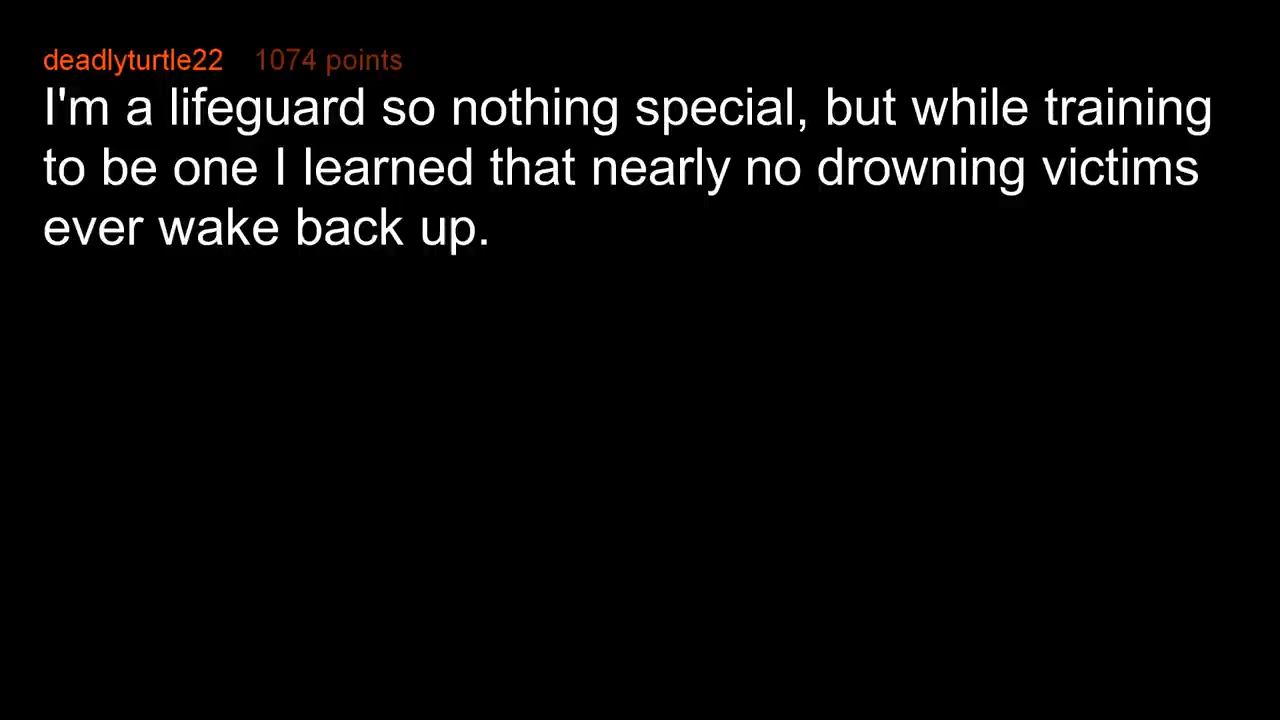 deadlyturtle22 1074 points
I'm a lifeguard so nothing special, but while training
to be one I learned that nearly no drowning victims
ever wake back up.